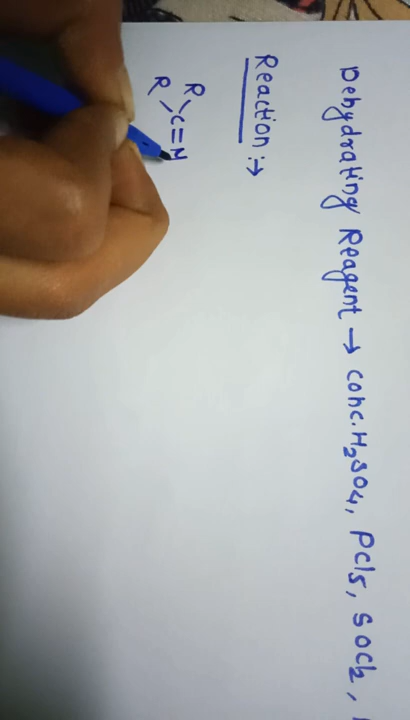 Dehydrating Reagent → conc. H2SO4, PCl5, SOCl2,
Reaction :→
R
R
C=N